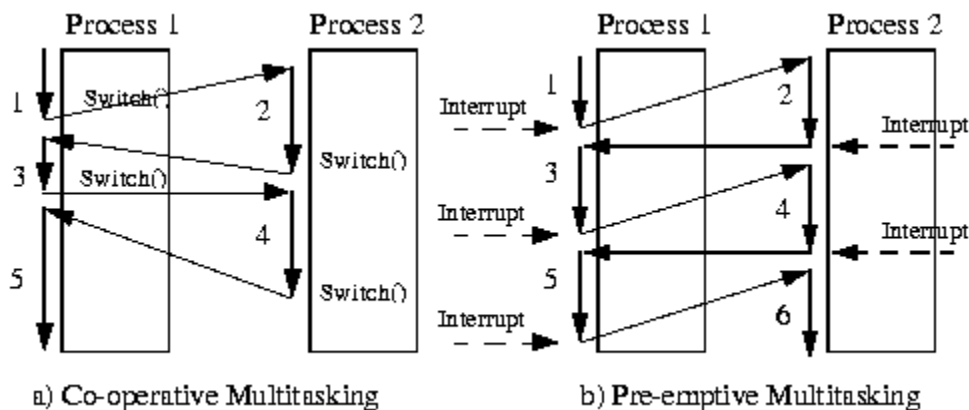 Process 1
Process 2
1
Switch()
2
3
Switch()
Switch()
4
5
Switch()
a) Co-operative Multitasking
Process 1
Process 2
1
Interrupt
2
Interrupt
3
Interrupt
4
Interrupt
5
Interrupt
6
b) Pre-emptive Multitasking